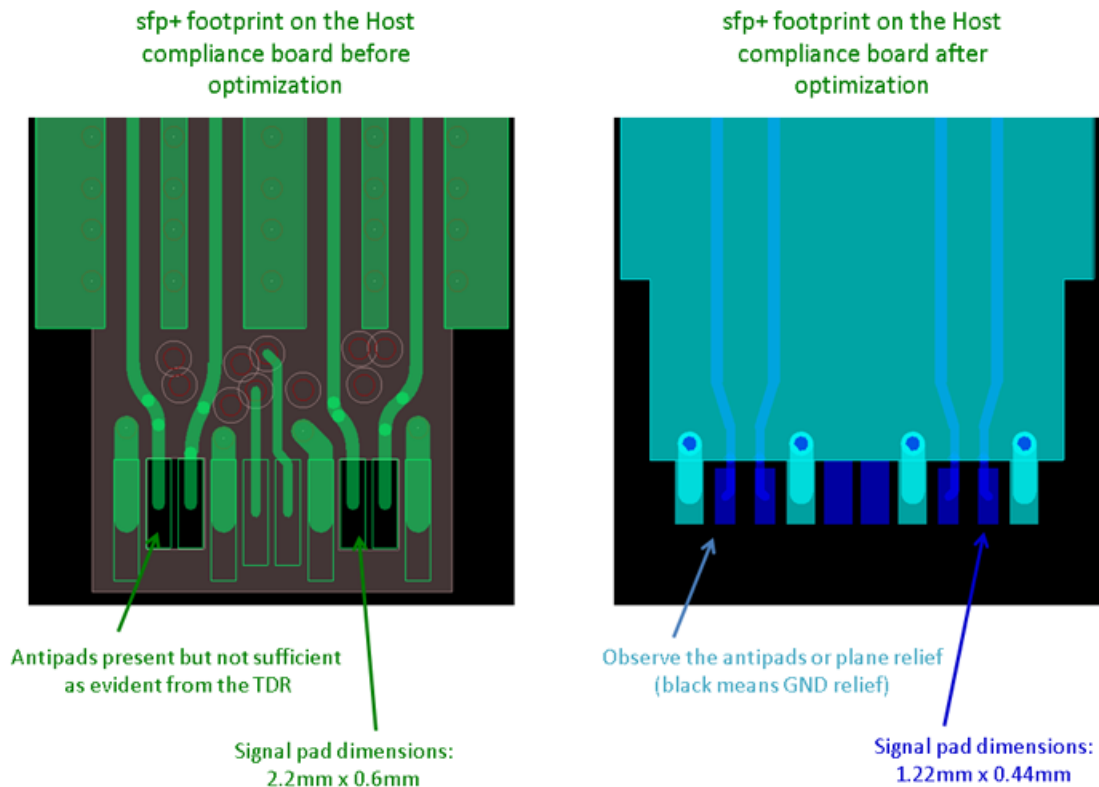 sfp+ footprint on the Host
compliance board before
optimization
sfp+ footprint on the Host
compliance board after
optimization
Antipads present but not sufficient
as evident from the TDR
Signal pad dimensions:
2.2mm x 0.6mm
Observe the antipads or plane relief
(black means GND relief)
Signal pad dimensions:
1.22mm x 0.44mm